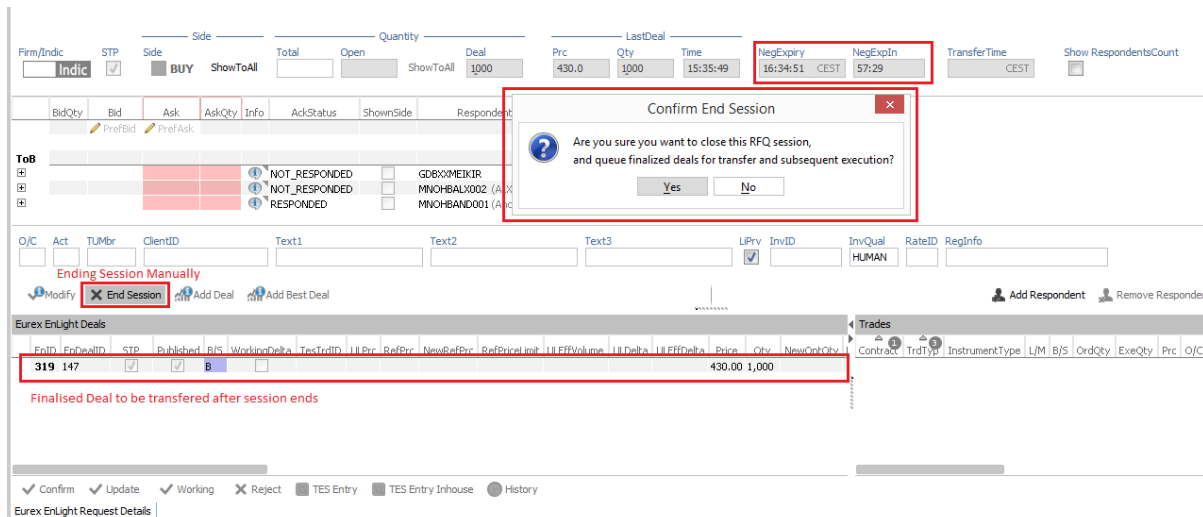 Side
Quantity
LastDeal
Firm/Indic STP Side Total Open Deal Prc Qty Time NegExpiry NegExpIn TransferTime Show RespondentsCount
Indic BUY ShowToAll ShowToAll 1000 430.0 1000 15:35:49 16:34:51 CEST 57:29 CEST
BidQty Bid Ask AskQty Info AckStatus ShownSide Respondent
PrefBid PrefAsk
Confirm End Session
Are you sure you want to close this RFQ session,
and queue finalized deals for transfer and subsequent execution?
Yes No
ToB
NOT_RESPONDED GDBXXMEIKIR
NOT_RESPONDED MNOHBALX002
RESPONDED MNOHBAND001
O/C Act TUMbr ClientID Text1 Text2 Text3 LiPrv InvID InvQual RateID RegInfo
HUMAN
Ending Session Manually
Modify End Session Add Deal Add Best Deal Add Respondent Remove Responder
Eurex EnLight Deals Trades
EnID EnDealID STP Published B/S WorkingDelta TesTrdID ULPrc RefPrc NewRefPrc RefPriceLimit ULEffVolume ULDelta ULEffDelta Price Qty NewOptQty Contract 1 TrdTyp 3 InstrumentType L/M B/S OrdQty ExeQty Prc O/C
319 147 B 430.00 1,000
Finalised Deal to be transfered after session ends
Confirm Update Working Reject TES Entry TES Entry Inhouse History
Eurex EnLight Request Details